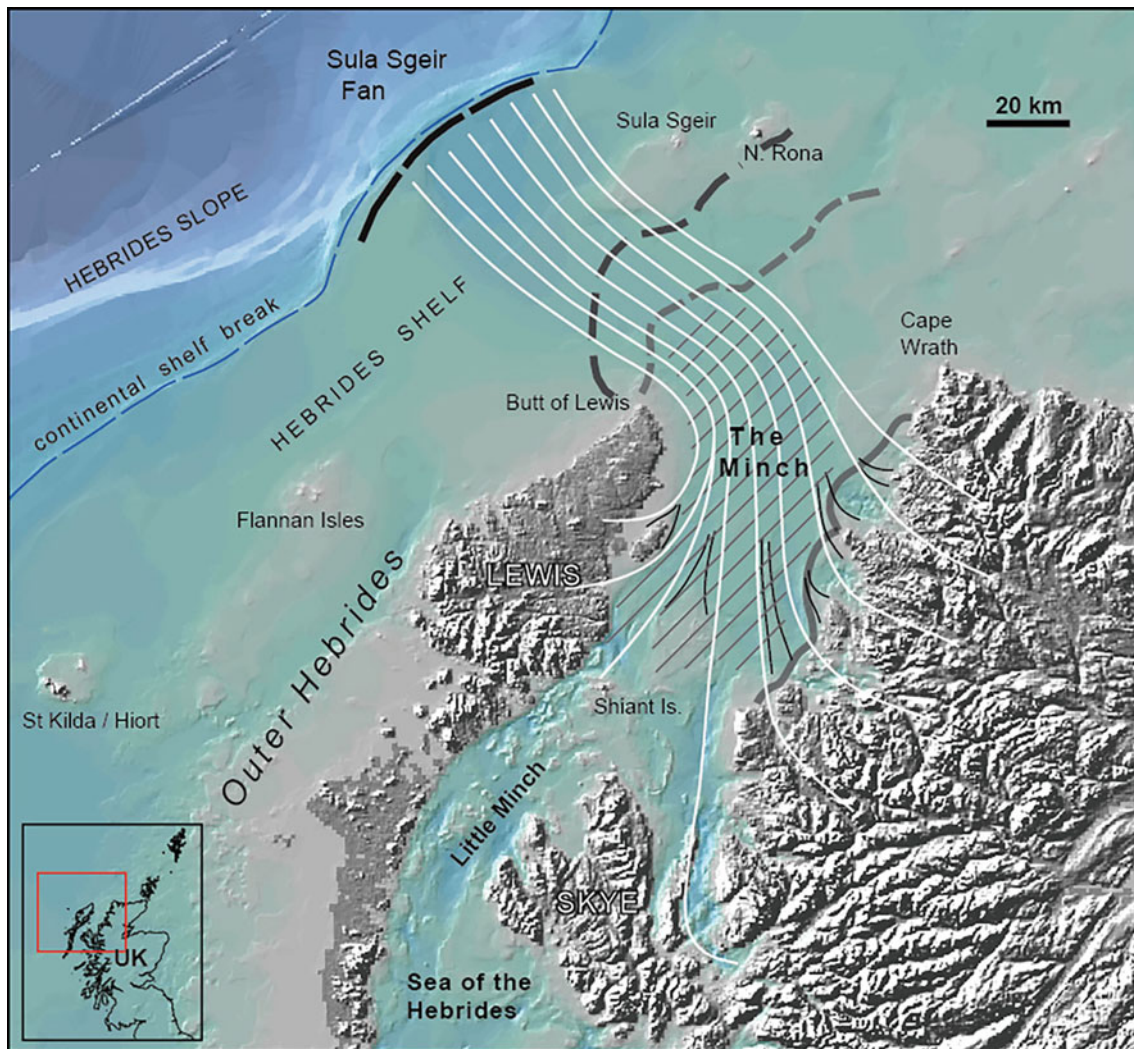 Sula Sgeir
Fan
20 km
Sula Sgeir
N. Rona
HEBRIDES SLOPE
continental shelf break
HEBRIDES SHELF
Cape
Wrath
Butt of Lewis
The
Minch
Flannan Isles
LEWIS
Outer Hebrides
St Kilda / Hiort
Shiant Is.
Little Minch
SKYE
UK
Sea of the
Hebrides